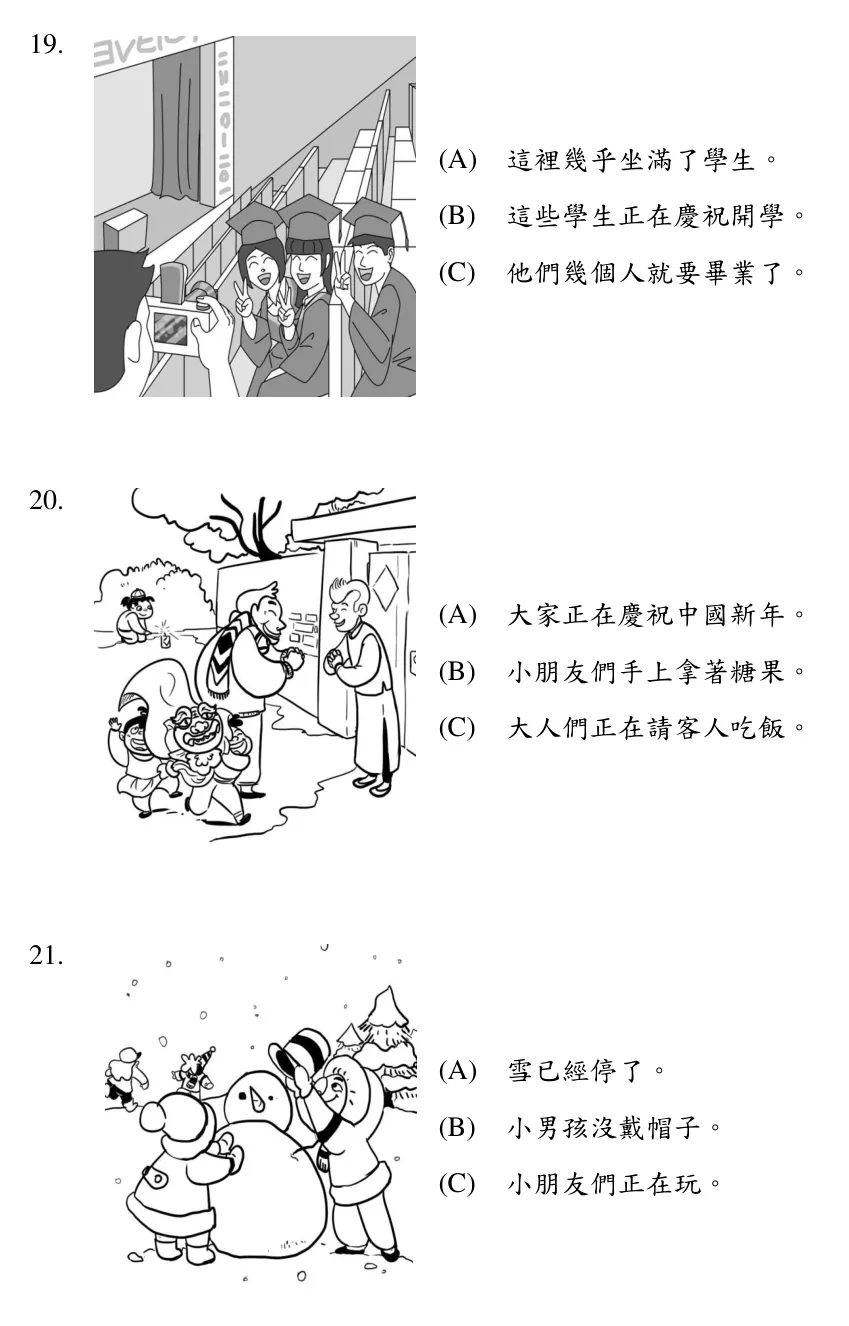 19.
(A) 這裡幾乎坐滿了學生。
(B) 這些學生正在慶祝開學。
(C) 他們幾個人就要畢業了。
20.
(A) 大家正在慶祝中國新年。
(B) 小朋友們手上拿著糖果。
(C) 大人們正在請客人吃飯。
21.
(A) 雪已經停了。
(B) 小男孩沒戴帽子。
(C) 小朋友們正在玩。